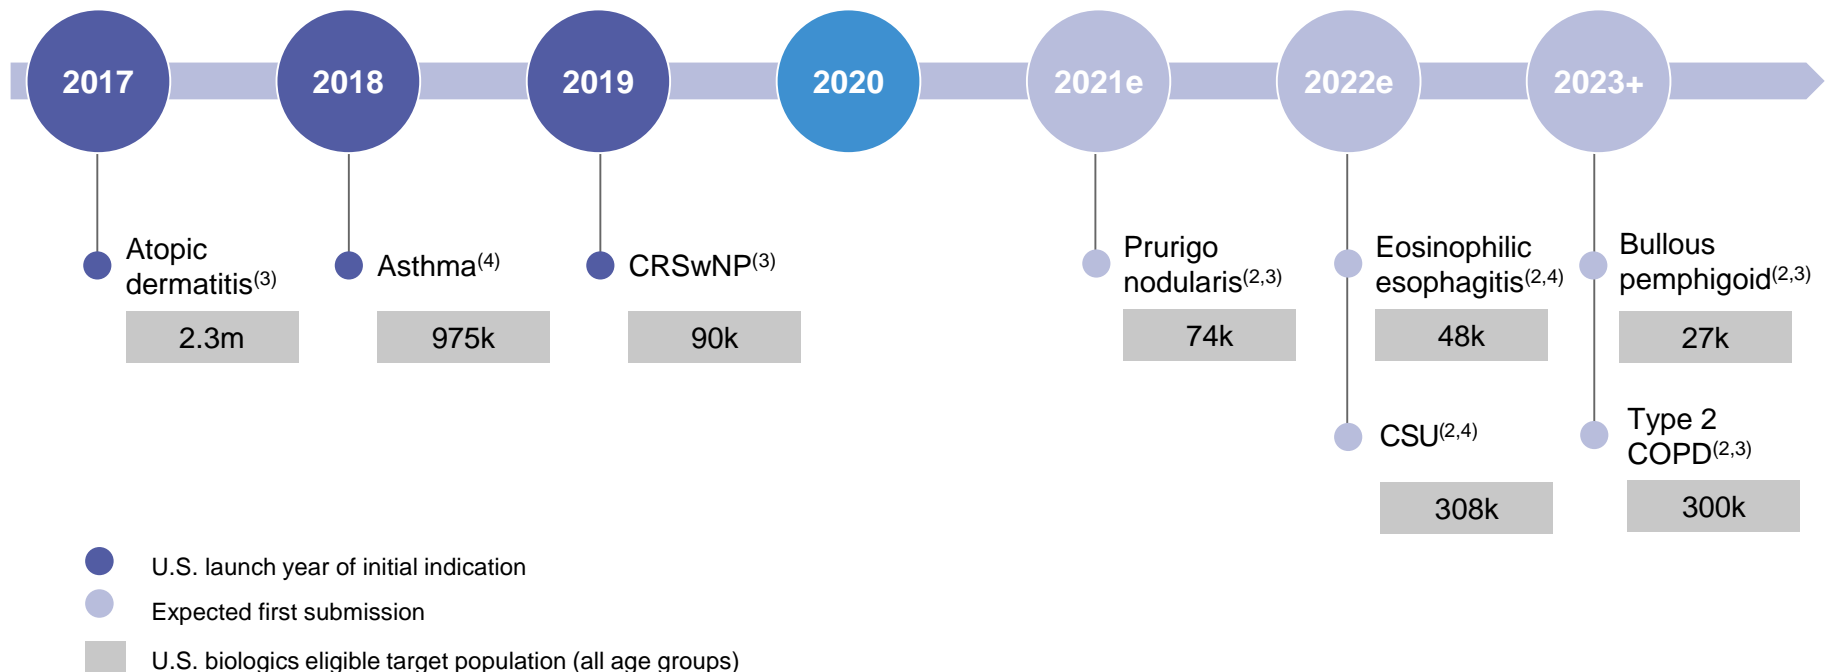 2017
2018
2019
2020
2021e
2022e
2023+
Atopic
dermatitis(3)
2.3m
Asthma(4)
975k
CRSwNP(3)
90k
Prurigo
nodularis(2,3)
74k
Eosinophilic
esophagitis(2,4)
48k
CSU(2,4)
308k
Bullous
pemphigoid(2,3)
27k
Type 2
COPD(2,3)
300k
U.S. launch year of initial indication
Expected first submission
U.S. biologics eligible target population (all age groups)